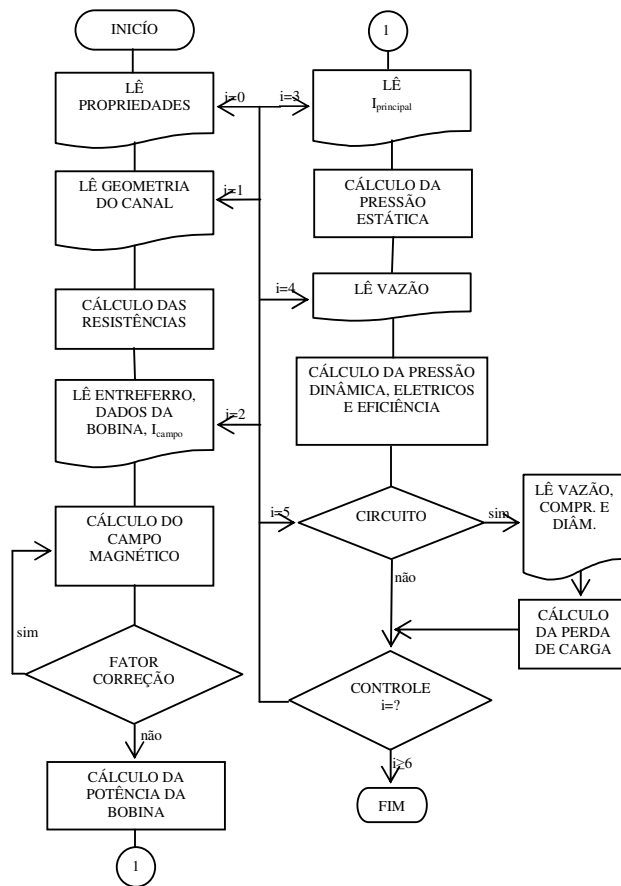 INICÍO
LÊ
PROPRIEDADES
i=0
LÊ GEOMETRIA
DO CANAL
i=1
CÁLCULO DAS
RESISTÊNCIAS
LÊ ENTREFERRO,
DADOS DA
BOBINA, Icampo
i=2
CÁLCULO DO
CAMPO
MAGNÉTICO
sim
FATOR
CORREÇÃO
não
CÁLCULO DA
POTÊNCIA DA
BOBINA
1
1
i=3
LÊ
Iprincipal
CÁLCULO DA
PRESSÃO
ESTÁTICA
i=4
LÊ VAZÃO
CÁLCULO DA PRESSÃO
DINÂMICA, ELETRICOS
E EFICIÊNCIA
i=5
CIRCUITO
sim
LÊ VAZÃO,
COMPR. E
DIÂM.
não
CÁLCULO
DA PERDA
DE CARGA
CONTROLE
i=?
i≥6
FIM